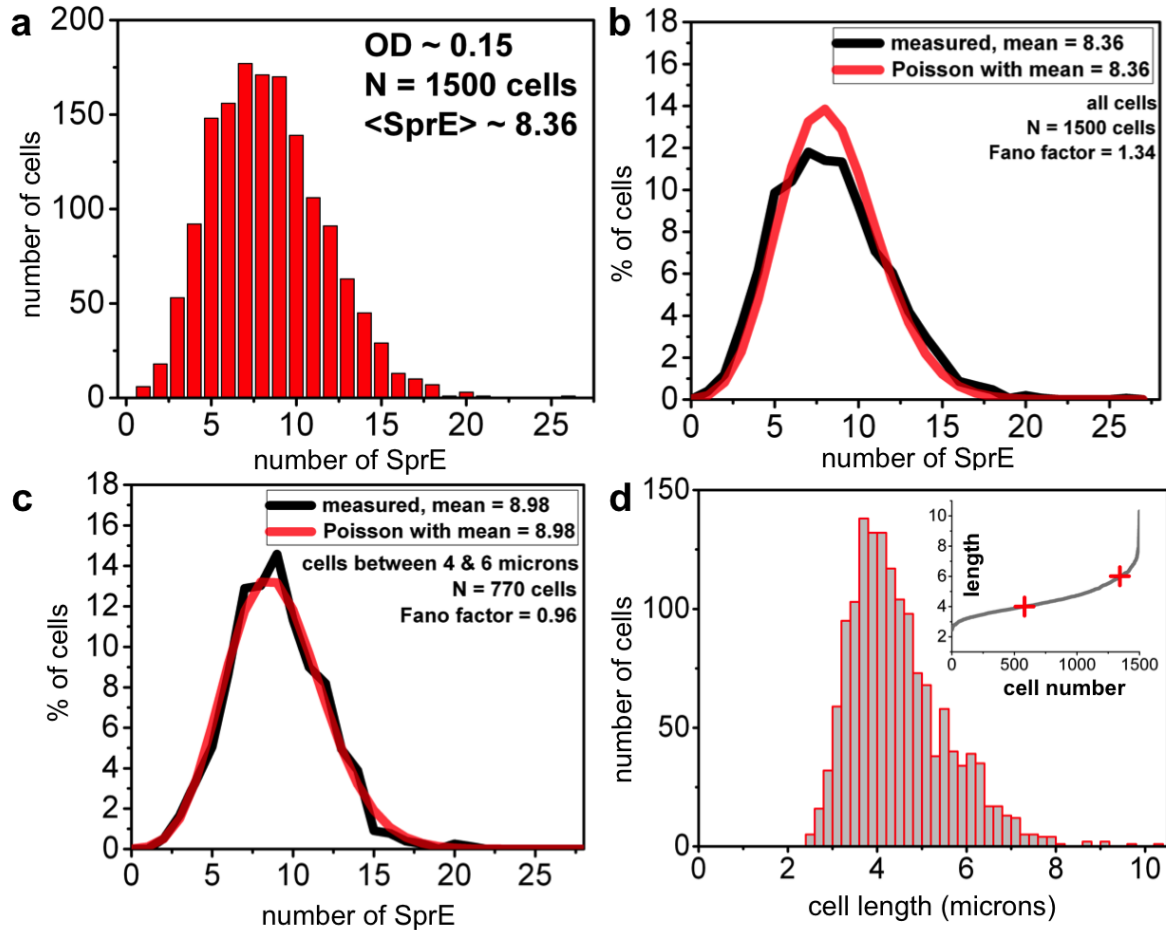 a
200
150
100
50
0
number of cells
OD ~ 0.15
N = 1500 cells
<SprE> ~ 8.36
0 5 10 15 20 25
number of SprE
b
18
16
14
12
10
8
6
4
2
0
% of cells
measured, mean = 8.36
Poisson with mean = 8.36
all cells
N = 1500 cells
Fano factor = 1.34
0 5 10 15 20 25
number of SprE
c
18
16
14
12
10
8
6
4
2
0
% of cells
measured, mean = 8.98
Poisson with mean = 8.98
cells between 4 & 6 microns
N = 770 cells
Fano factor = 0.96
0 5 10 15 20 25
number of SprE
d
150
100
50
0
number of cells
10
8
6
4
2
length
0 500 1000 1500
cell number
0 2 4 6 8 10
cell length (microns)